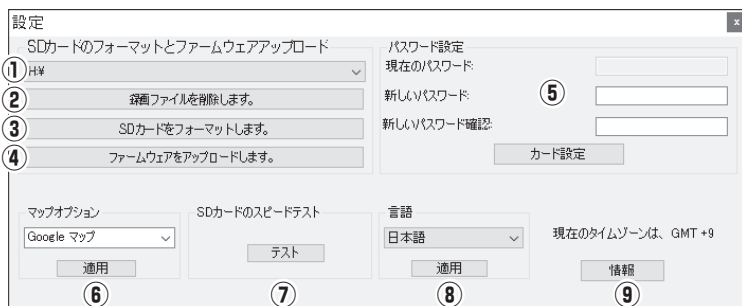 設定
x
SDカードのフォーマットとファームウェアアップロード
① H:¥
② 録画ファイルを削除します。
③ SDカードをフォーマットします。
④ ファームウェアをアップロードします。
パスワード設定
現在のパスワード:
新しいパスワード:
⑤
新しいパスワード確認:
カード設定
マップオプション
Google マップ
適用
⑥
SDカードのスピードテスト
テスト
⑦
言語
日本語
適用
⑧
現在のタイムゾーンは、GMT +9
情報
⑨